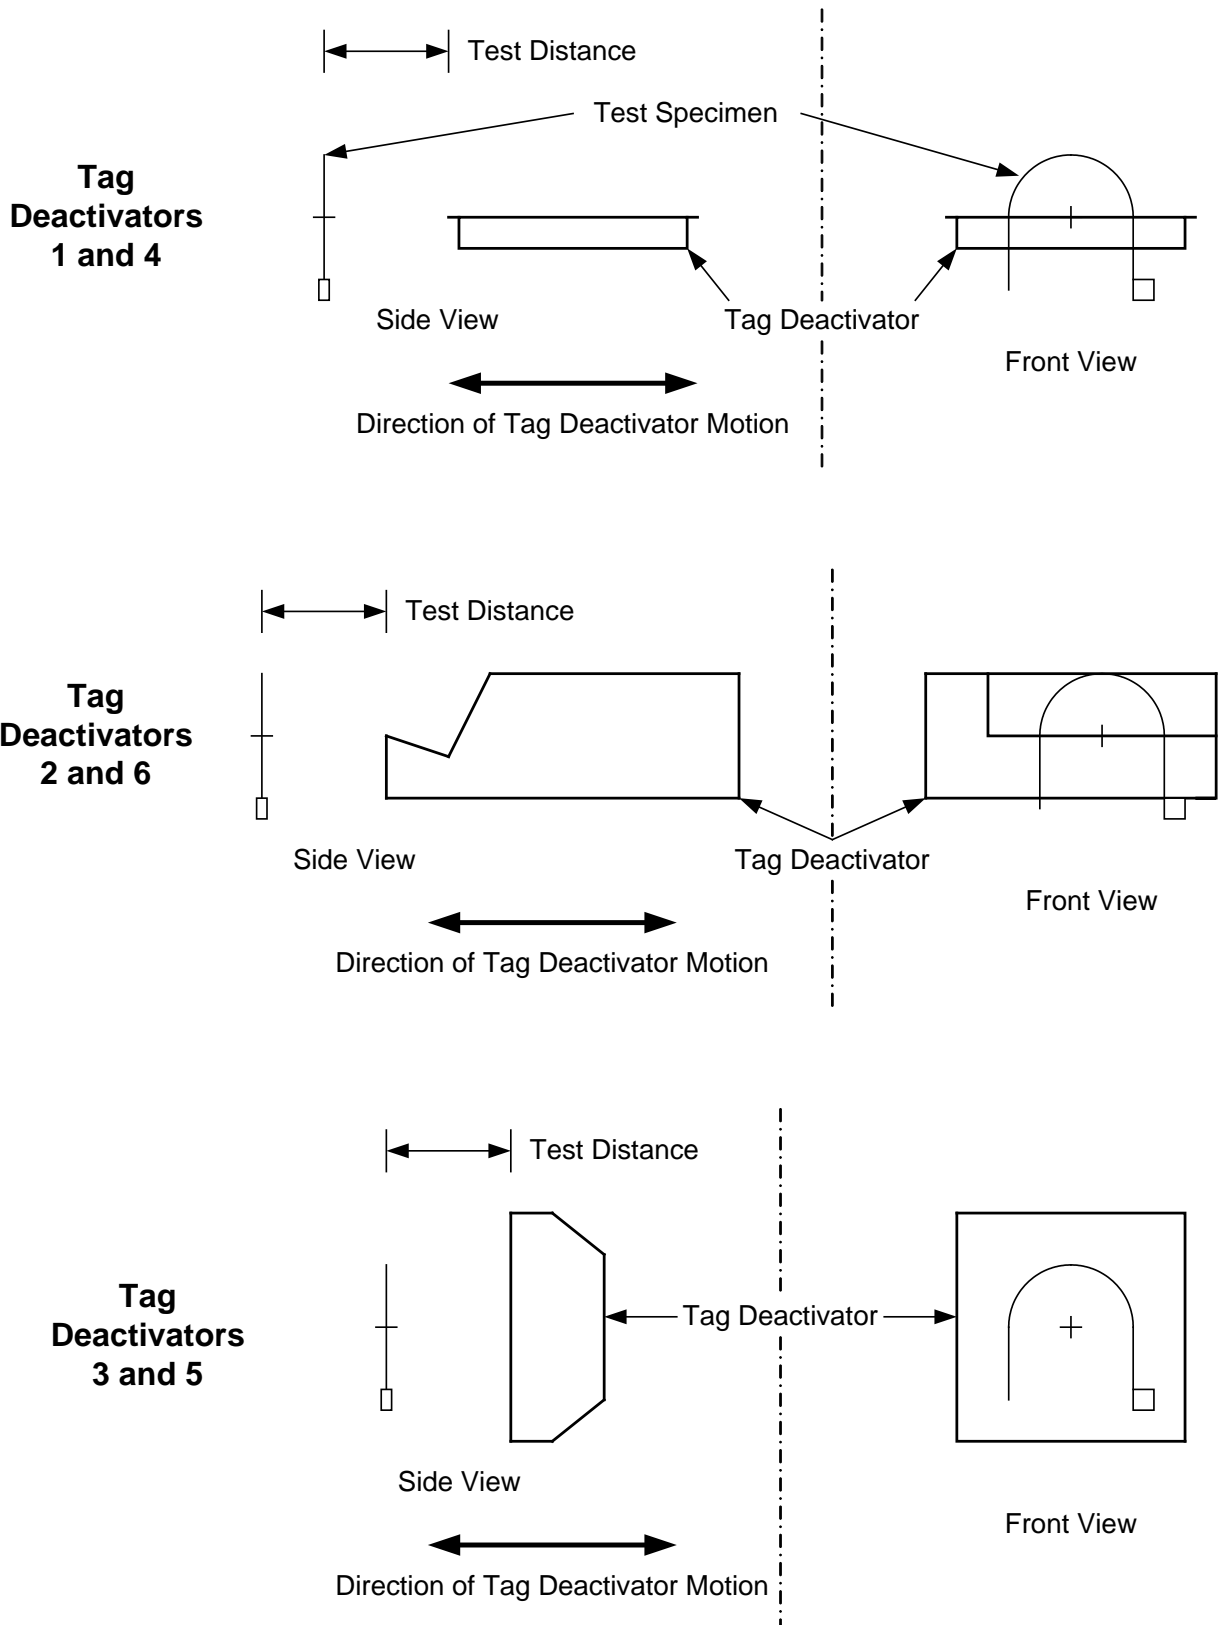 Test Distance
Test Specimen
Tag
Deactivators
1 and 4
Side View
Tag Deactivator
Front View
Direction of Tag Deactivator Motion
Test Distance
Tag
Deactivators
2 and 6
Side View
Tag Deactivator
Front View
Direction of Tag Deactivator Motion
Test Distance
Tag
Deactivators
3 and 5
Tag Deactivator
Side View
Front View
Direction of Tag Deactivator Motion